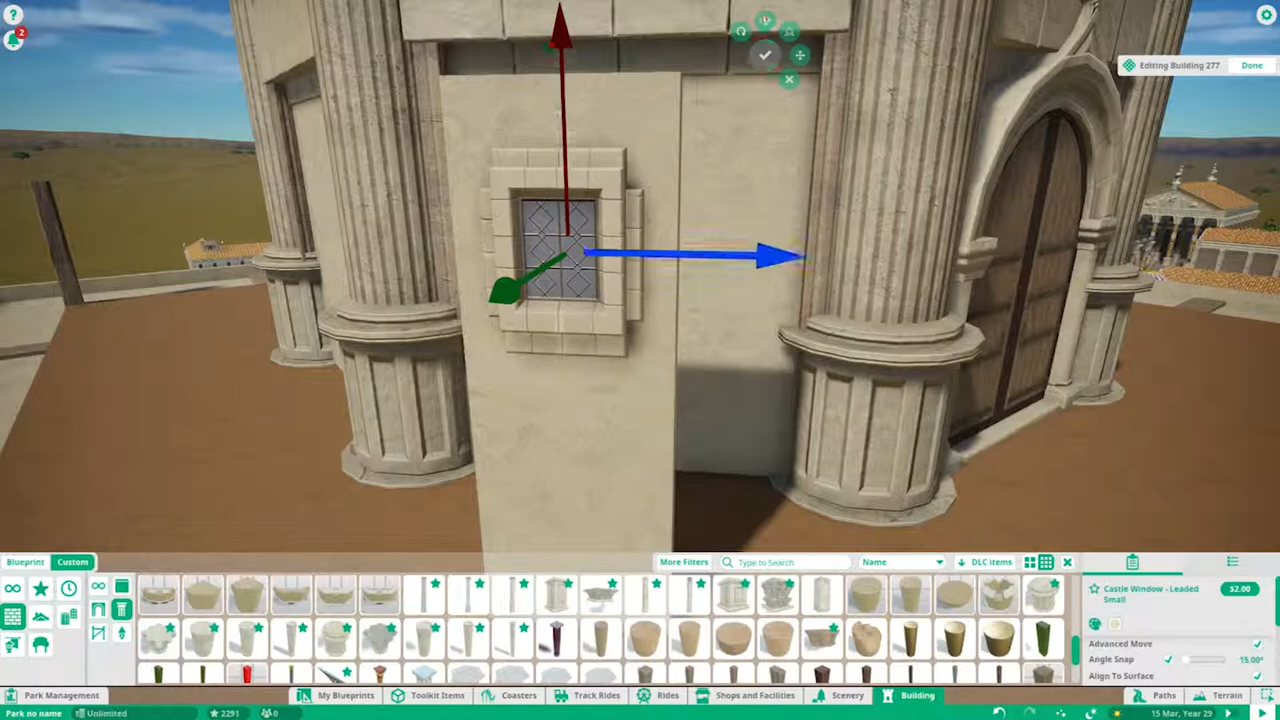 ?
2
Editing Building 277 Done
Blueprint Custom
More Filters Type to Search Name DLC items
Castle Window - Leaded Small $2.00
Advanced Move
Angle Snap 15.00°
Align To Surface
Park Management My Blueprints Toolkit Items Coasters Track Rides Rides Shops and Facilities Scenery Building Paths Terrain
Park no name Unlimited 2291 0 15 Mar, Year 29